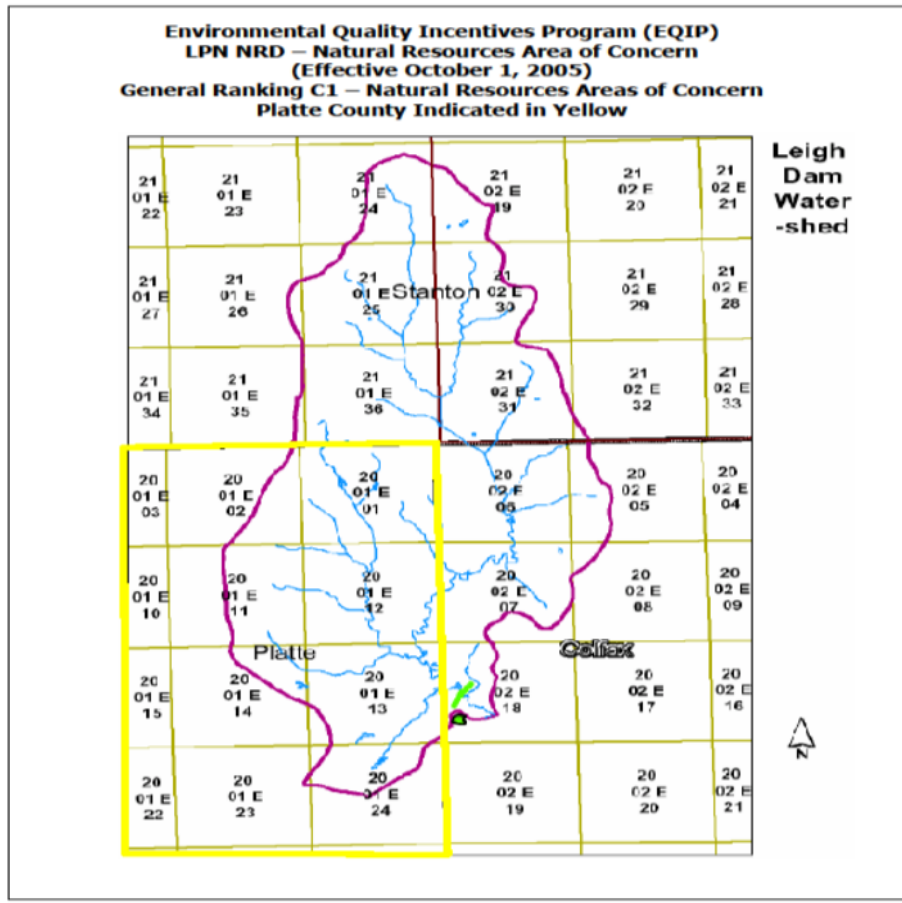 Environmental Quality Incentives Program (EQIP)
LPN NRD – Natural Resources Area of Concern
(Effective October 1, 2005)
General Ranking C1 – Natural Resources Areas of Concern
Platte County Indicated in Yellow
Leigh
Dam
Water
-shed
21 21 21 21 21 21
01 E 01 E 01 E 02 E 02 E 02 E
22 23 24 19 20 21
21 21 21 21 21 21
01 E 01 E 01 E Stanton 02 E 02 E 02 E
27 26 25 30 29 28
21 21 21 21 21 21
01 E 01 E 01 E 02 E 02 E 02 E
34 35 36 31 32 33
20 20 20 20 20 20
01 E 01 E 01 E 02 E 02 E 02 E
03 02 01 06 05 04
20 20 20 20 20 20
01 E 01 E 01 E 02 E 02 E 02 E
10 11 12 07 08 09
Platte Colfax
20 20 20 20 20 20
01 E 01 E 01 E 02 E 02 E 02 E
15 14 13 18 17 16
N
20 20 20 20 20 20
01 E 01 E 01 E 02 E 02 E 02 E
22 23 24 19 20 21